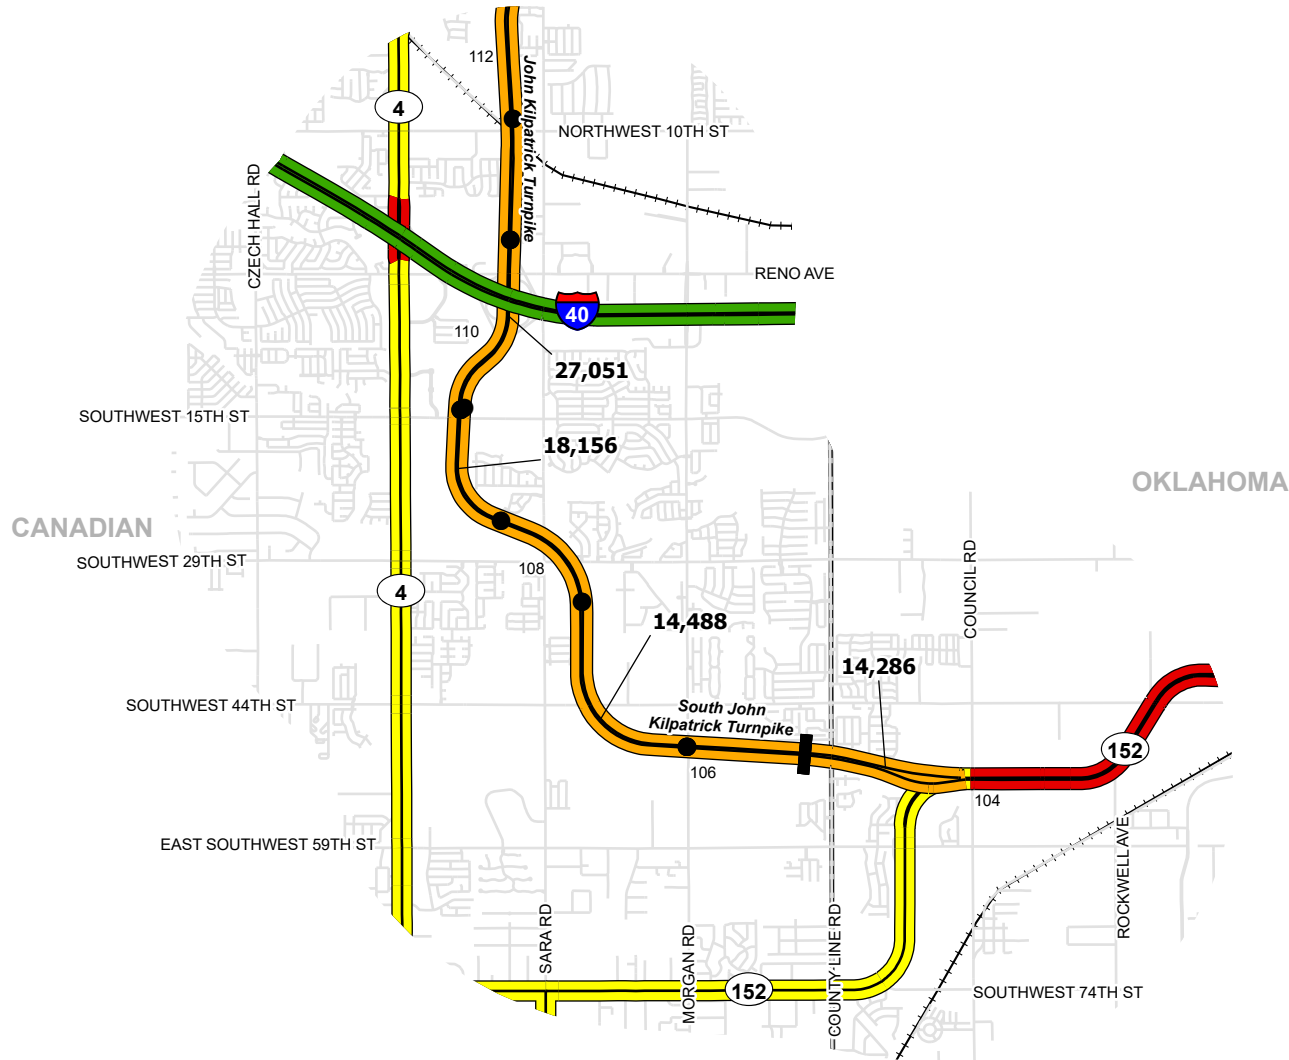 112
John Kilpatrick Turnpike
4
NORTHWEST 10TH ST
CZECH HALL RD
RENO AVE
40
110
27,051
SOUTHWEST 15TH ST
18,156
OKLAHOMA
CANADIAN
SOUTHWEST 29TH ST
108
COUNCIL RD
4
14,488
14,286
SOUTHWEST 44TH ST
South John
Kilpatrick Turnpike
152
106
104
EAST SOUTHWEST 59TH ST
ROCKWELL AVE
SARA RD
MORGAN RD
COUNTY LINE RD
152
SOUTHWEST 74TH ST